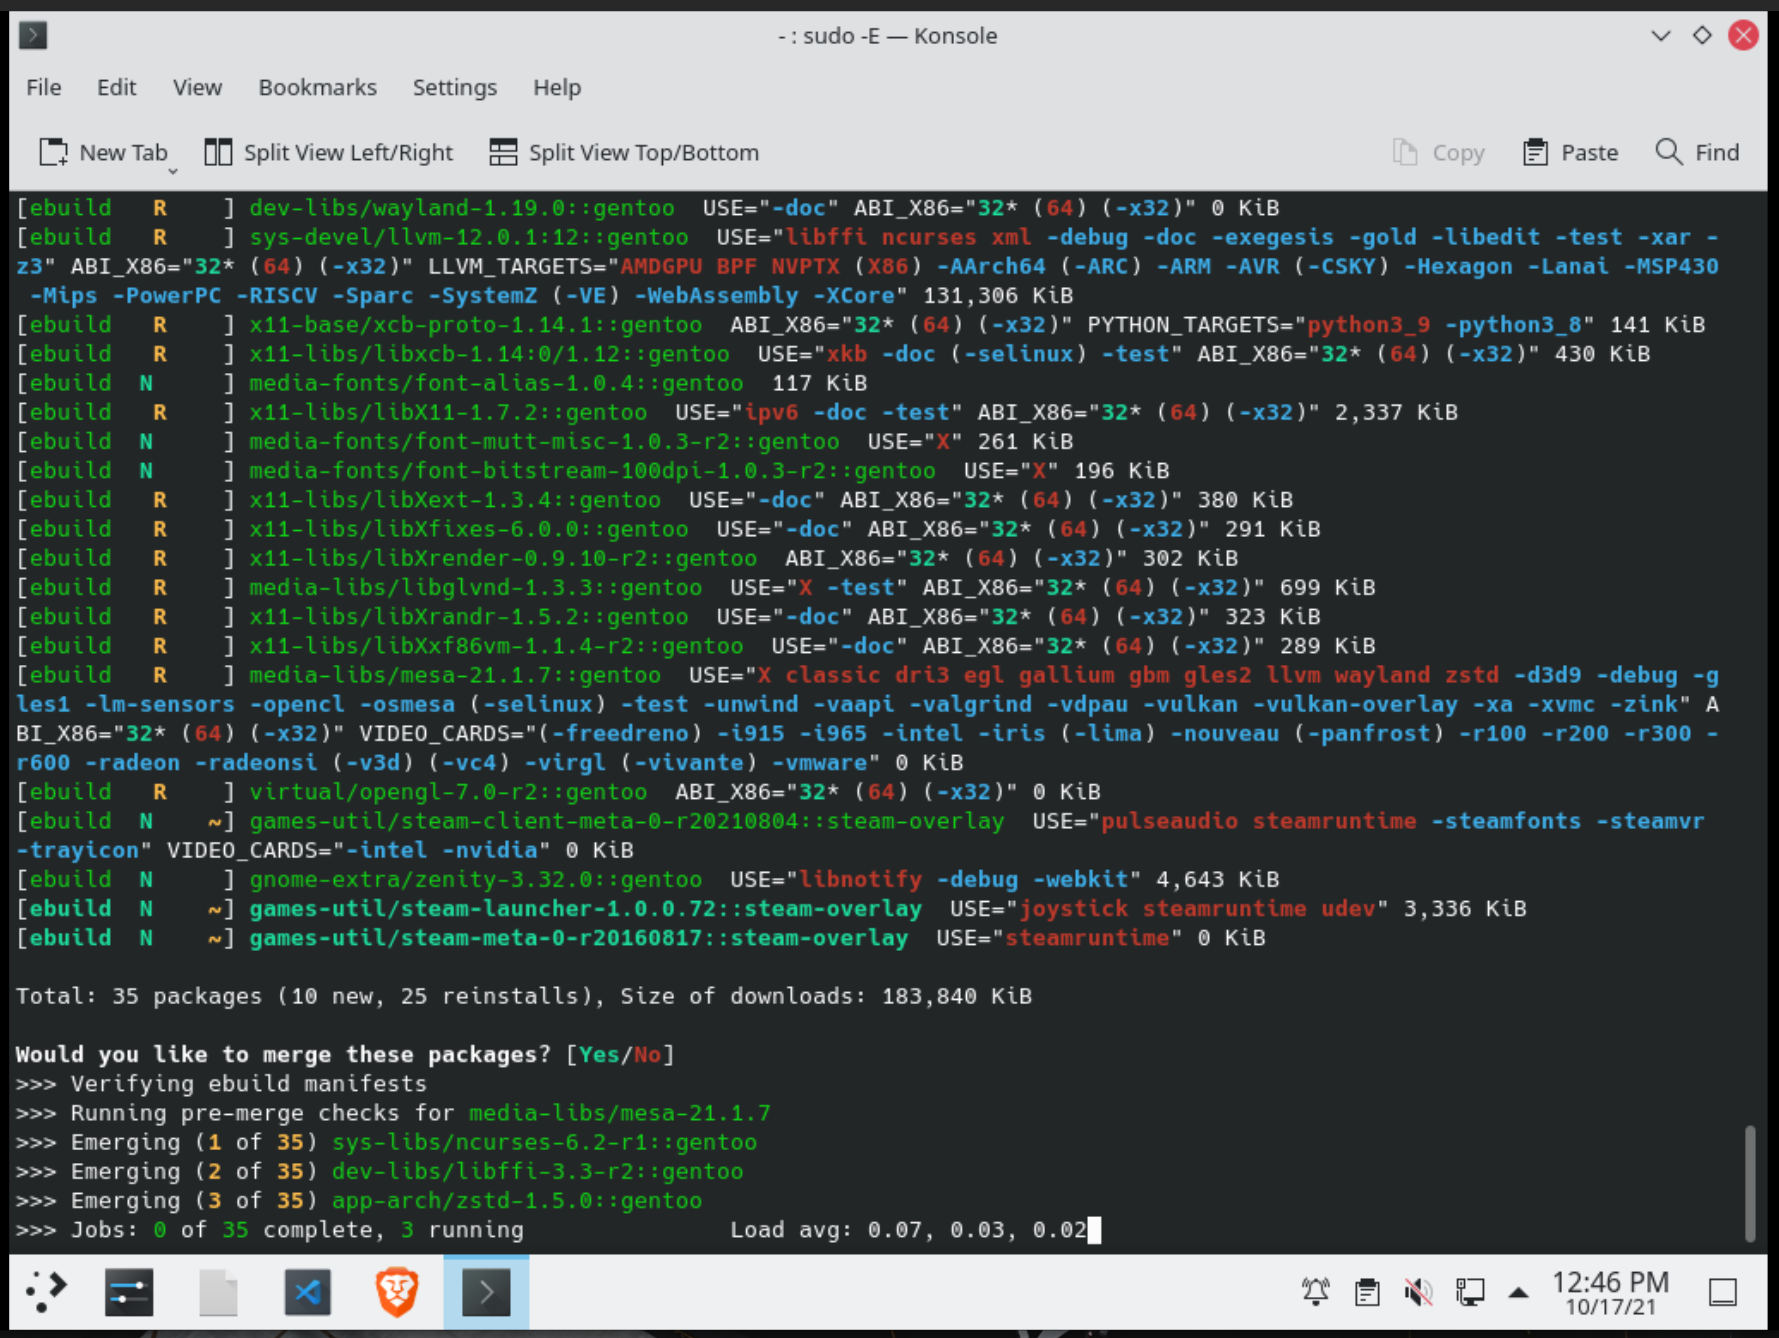 - : sudo -E — Konsole
File Edit View Bookmarks Settings Help
New Tab Split View Left/Right Split View Top/Bottom Copy Paste Find
[ebuild   R    ] dev-libs/wayland-1.19.0::gentoo  USE="-doc" ABI_X86="32* (64) (-x32)" 0 KiB
[ebuild   R    ] sys-devel/llvm-12.0.1:12::gentoo  USE="libffi ncurses xml -debug -doc -exegesis -gold -libedit -test -xar -
z3" ABI_X86="32* (64) (-x32)" LLVM_TARGETS="AMDGPU BPF NVPTX (X86) -AArch64 (-ARC) -ARM -AVR (-CSKY) -Hexagon -Lanai -MSP430
-Mips -PowerPC -RISCV -Sparc -SystemZ (-VE) -WebAssembly -XCore" 131,306 KiB
[ebuild   R    ] x11-base/xcb-proto-1.14.1::gentoo  ABI_X86="32* (64) (-x32)" PYTHON_TARGETS="python3_9 -python3_8" 141 KiB
[ebuild   R    ] x11-libs/libxcb-1.14:0/1.12::gentoo  USE="xkb -doc (-selinux) -test" ABI_X86="32* (64) (-x32)" 430 KiB
[ebuild  N     ] media-fonts/font-alias-1.0.4::gentoo  117 KiB
[ebuild   R    ] x11-libs/libX11-1.7.2::gentoo  USE="ipv6 -doc -test" ABI_X86="32* (64) (-x32)" 2,337 KiB
[ebuild  N     ] media-fonts/font-mutt-misc-1.0.3-r2::gentoo  USE="X" 261 KiB
[ebuild  N     ] media-fonts/font-bitstream-100dpi-1.0.3-r2::gentoo  USE="X" 196 KiB
[ebuild   R    ] x11-libs/libXext-1.3.4::gentoo  USE="-doc" ABI_X86="32* (64) (-x32)" 380 KiB
[ebuild   R    ] x11-libs/libXfixes-6.0.0::gentoo  USE="-doc" ABI_X86="32* (64) (-x32)" 291 KiB
[ebuild   R    ] x11-libs/libXrender-0.9.10-r2::gentoo  ABI_X86="32* (64) (-x32)" 302 KiB
[ebuild   R    ] media-libs/libglvnd-1.3.3::gentoo  USE="X -test" ABI_X86="32* (64) (-x32)" 699 KiB
[ebuild   R    ] x11-libs/libXrandr-1.5.2::gentoo  USE="-doc" ABI_X86="32* (64) (-x32)" 323 KiB
[ebuild   R    ] x11-libs/libXxf86vm-1.1.4-r2::gentoo  USE="-doc" ABI_X86="32* (64) (-x32)" 289 KiB
[ebuild   R    ] media-libs/mesa-21.1.7::gentoo  USE="X classic dri3 egl gallium gbm gles2 llvm wayland zstd -d3d9 -debug -g
les1 -lm-sensors -opencl -osmesa (-selinux) -test -unwind -vaapi -valgrind -vdpau -vulkan -vulkan-overlay -xa -xvmc -zink" A
BI_X86="32* (64) (-x32)" VIDEO_CARDS="(-freedreno) -i915 -i965 -intel -iris (-lima) -nouveau (-panfrost) -r100 -r200 -r300 -
r600 -radeon -radeonsi (-v3d) (-vc4) -virgl (-vivante) -vmware" 0 KiB
[ebuild   R    ] virtual/opengl-7.0-r2::gentoo  ABI_X86="32* (64) (-x32)" 0 KiB
[ebuild  N    ~] games-util/steam-client-meta-0-r20210804::steam-overlay  USE="pulseaudio steamruntime -steamfonts -steamvr
-trayicon" VIDEO_CARDS="-intel -nvidia" 0 KiB
[ebuild  N     ] gnome-extra/zenity-3.32.0::gentoo  USE="libnotify -debug -webkit" 4,643 KiB
[ebuild  N    ~] games-util/steam-launcher-1.0.0.72::steam-overlay  USE="joystick steamruntime udev" 3,336 KiB
[ebuild  N    ~] games-util/steam-meta-0-r20160817::steam-overlay  USE="steamruntime" 0 KiB
Total: 35 packages (10 new, 25 reinstalls), Size of downloads: 183,840 KiB
Would you like to merge these packages? [Yes/No]
>>> Verifying ebuild manifests
>>> Running pre-merge checks for media-libs/mesa-21.1.7
>>> Emerging (1 of 35) sys-libs/ncurses-6.2-r1::gentoo
>>> Emerging (2 of 35) dev-libs/libffi-3.3-r2::gentoo
>>> Emerging (3 of 35) app-arch/zstd-1.5.0::gentoo
>>> Jobs: 0 of 35 complete, 3 running               Load avg: 0.07, 0.03, 0.02
12:46 PM
10/17/21